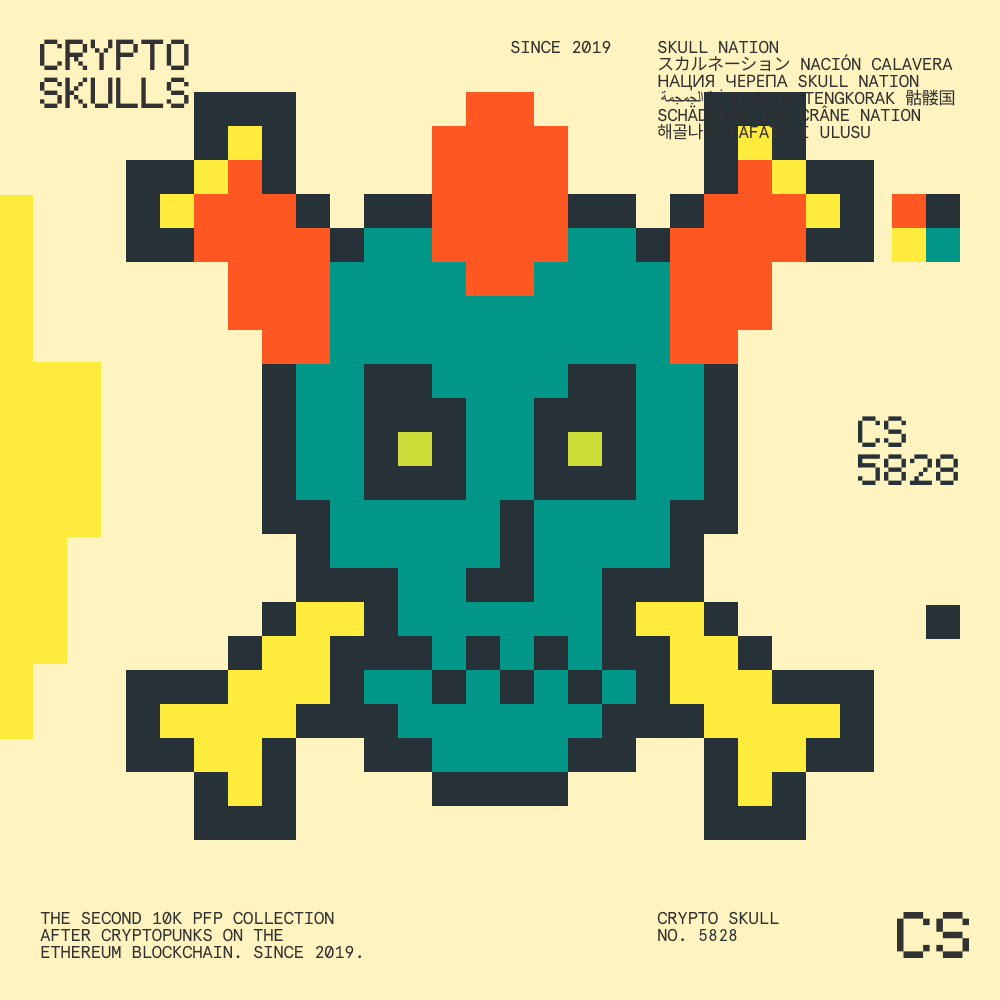 CRYPTO
SKULLS
SINCE 2019
SKULL NATION
スカルネーション NACIÓN CALAVERA
НАЦИЯ ЧЕРЕПА SKULL NATION
الجمجمة TENGKORAK 骷髅国
CRÂNE NATION
ULUSU
CS
5828
THE SECOND 10K PFP COLLECTION
AFTER CRYPTOPUNKS ON THE
ETHEREUM BLOCKCHAIN. SINCE 2019.
CRYPTO SKULL
NO. 5828
CS